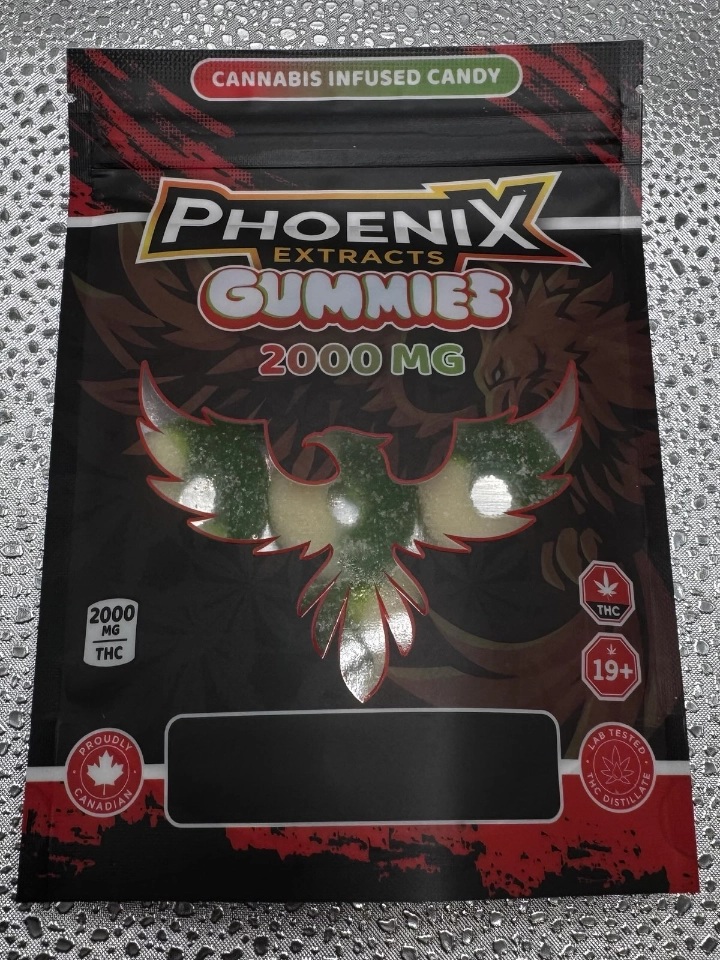 CANNABIS INFUSED CANDY
PHOENIX
EXTRACTS
GUMMIES
2000 MG
2000
MG
THC
THC
19+
PROUDLY
CANADIAN
LAB TESTED
THC DISTILLATE